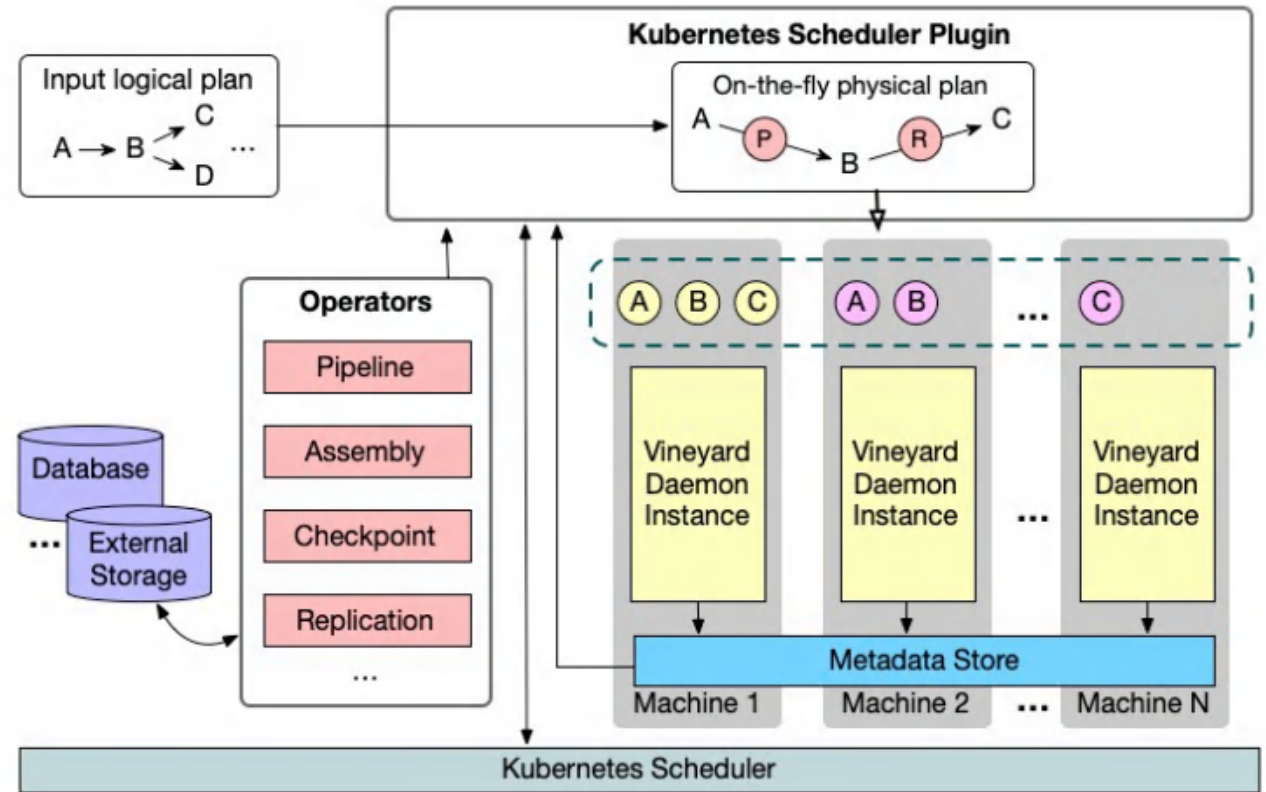 Kubernetes Scheduler Plugin
Input logical plan
A B C D ...
On-the-fly physical plan
A P B R C
Operators
Pipeline
Assembly
Checkpoint
Replication
...
Database
...
External
Storage
A B C
A B
...
C
Vineyard
Daemon
Instance
Vineyard
Daemon
Instance
...
Vineyard
Daemon
Instance
Metadata Store
Machine 1
Machine 2
...
Machine N
Kubernetes Scheduler